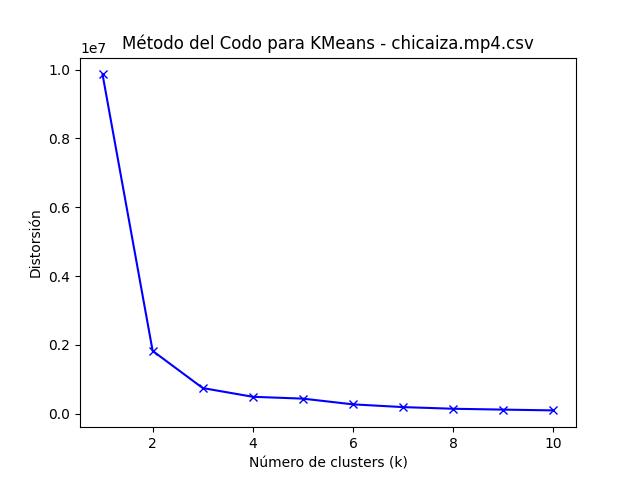 Método del Codo para KMeans - chicaiza.mp4.csv
1e7
1.0
0.8
0.6
0.4
0.2
0.0
Distorsión
2 4 6 8 10
Número de clusters (k)